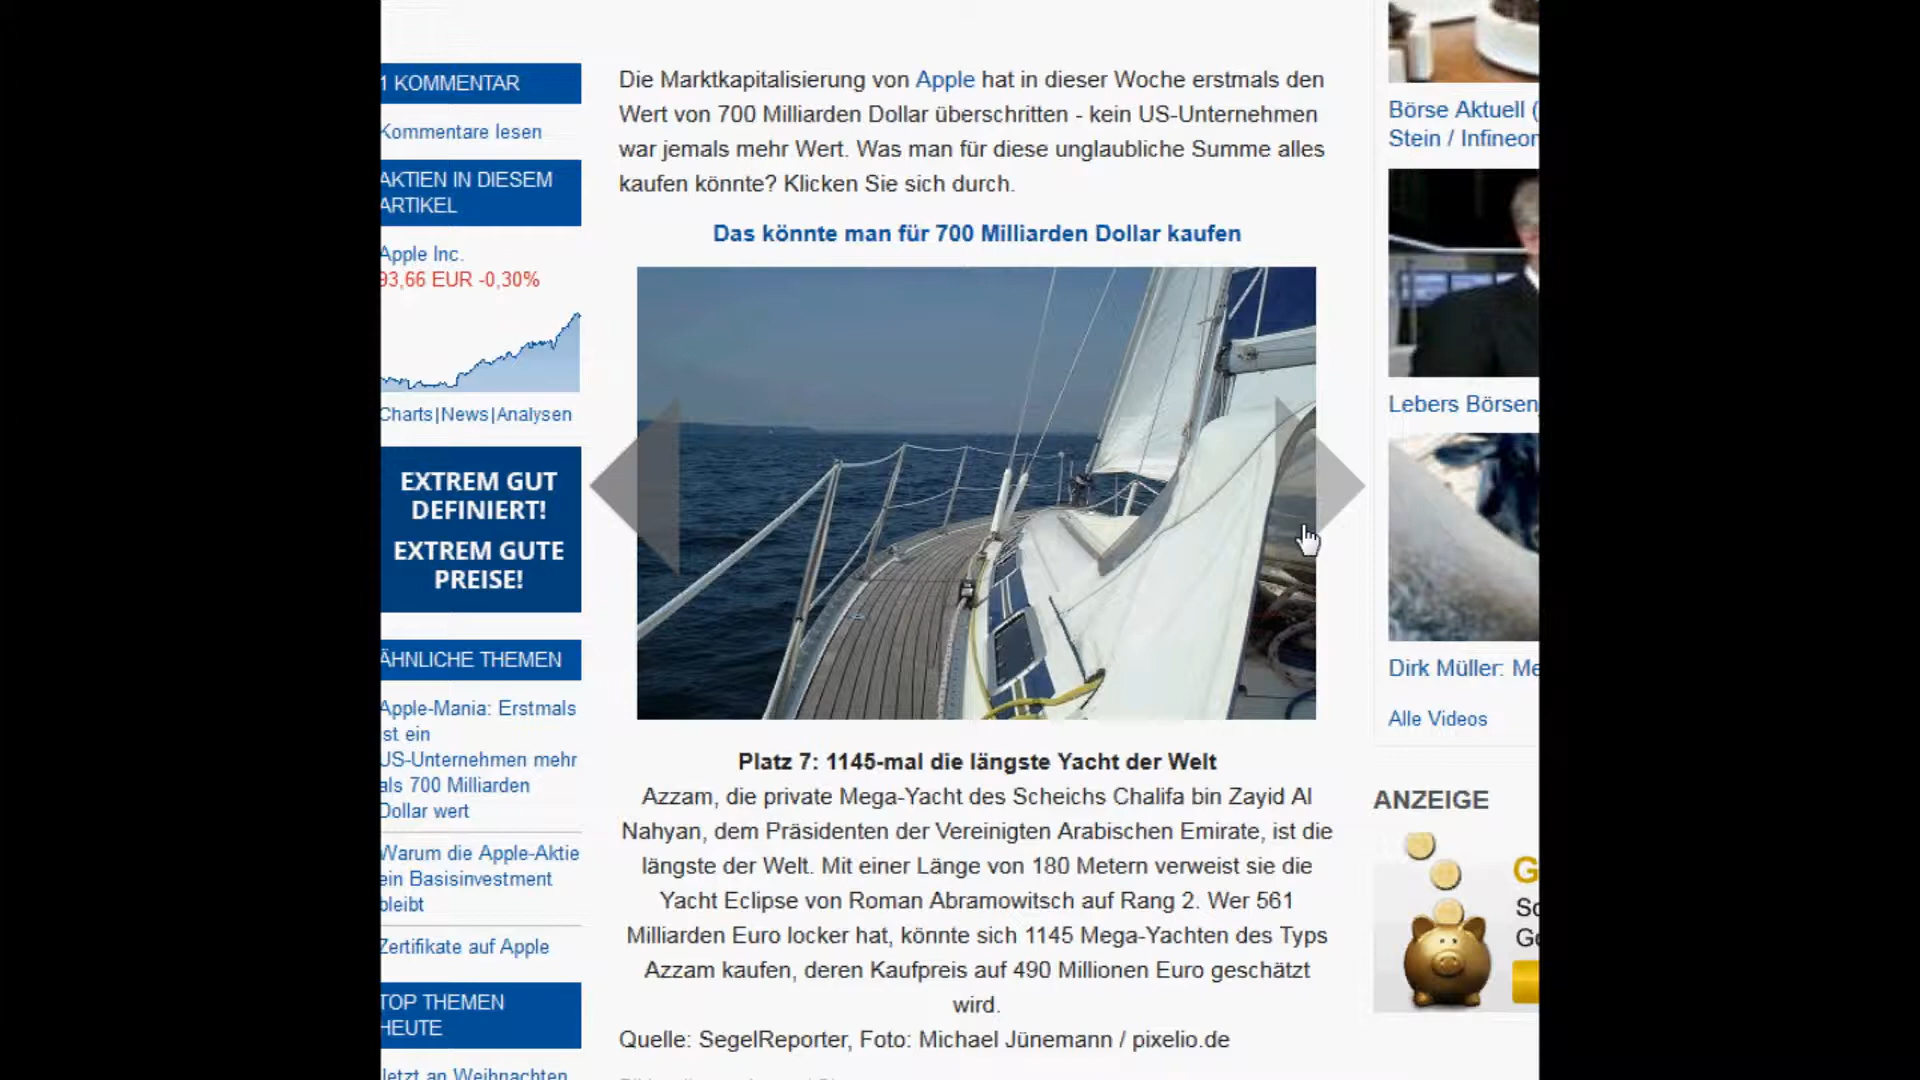 1 KOMMENTAR
Kommentare lesen
AKTIEN IN DIESEM
ARTIKEL
Apple Inc.
93,66 EUR -0,30%
Charts|News|Analysen
EXTREM GUT
DEFINIERT!
EXTREM GUTE
PREISE!
ÄHNLICHE THEMEN
Apple-Mania: Erstmals
st ein
US-Unternehmen mehr
als 700 Milliarden
Dollar wert
Warum die Apple-Aktie
ein Basisinvestment
bleibt
Zertifikate auf Apple
TOP THEMEN
HEUTE
Jetzt an Weihnachten
Die Marktkapitalisierung von Apple hat in dieser Woche erstmals den
Wert von 700 Milliarden Dollar überschritten - kein US-Unternehmen
war jemals mehr Wert. Was man für diese unglaubliche Summe alles
kaufen könnte? Klicken Sie sich durch.
Das könnte man für 700 Milliarden Dollar kaufen
Platz 7: 1145-mal die längste Yacht der Welt
Azzam, die private Mega-Yacht des Scheichs Chalifa bin Zayid Al
Nahyan, dem Präsidenten der Vereinigten Arabischen Emirate, ist die
längste der Welt. Mit einer Länge von 180 Metern verweist sie die
Yacht Eclipse von Roman Abramowitsch auf Rang 2. Wer 561
Milliarden Euro locker hat, könnte sich 1145 Mega-Yachten des Typs
Azzam kaufen, deren Kaufpreis auf 490 Millionen Euro geschätzt
wird.
Quelle: SegelReporter, Foto: Michael Jünemann / pixelio.de
Börse Aktuell (
Stein / Infineon
Lebers Börsen
Dirk Müller: Me
Alle Videos
ANZEIGE
G
So
Go